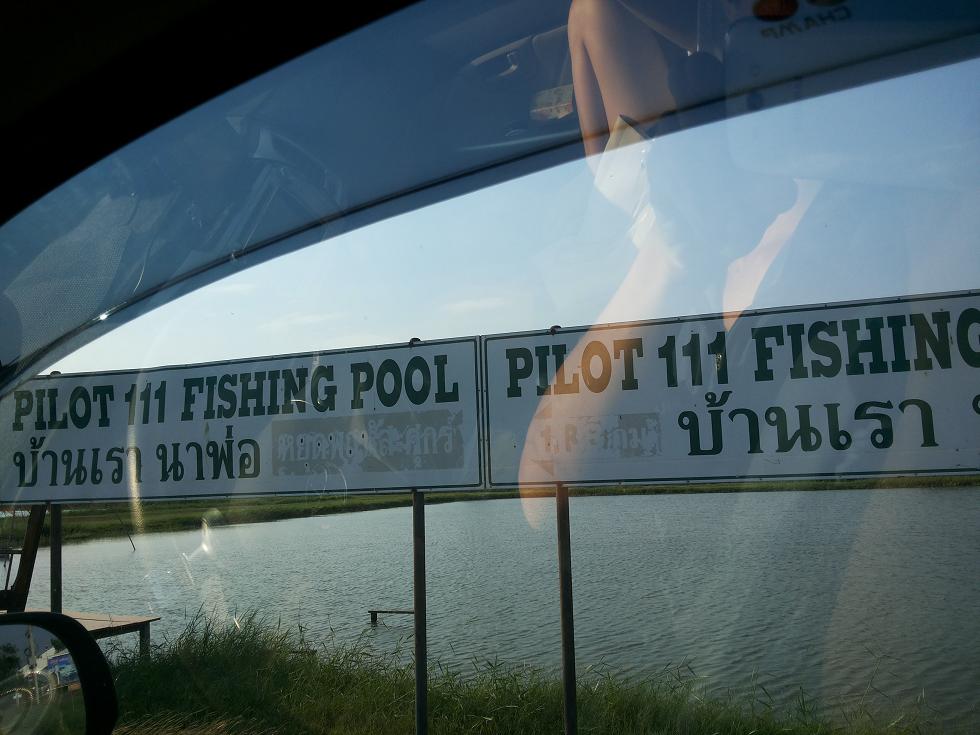 PILOT 111 FISHING POOL
บ้านเรา นาพ่อ
PILOT 111 FISHING
บ้านเรา
CHAMP